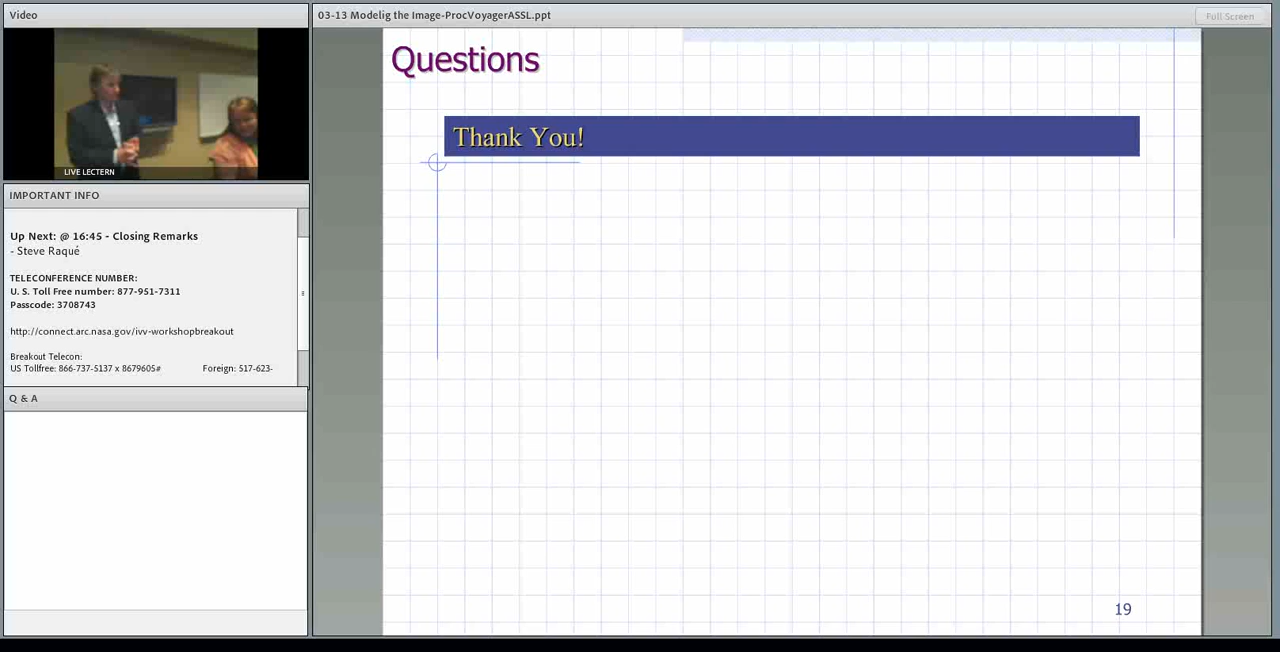 Video
03-13 Modelig the Image-ProcVoyagerASSL.ppt
Full Screen
LIVE LECTERN
IMPORTANT INFO
Up Next: @ 16:45 - Closing Remarks
- Steve Raqué
TELECONFERENCE NUMBER:
U. S. Toll Free number: 877-951-7311
Passcode: 3708743
http://connect.arc.nasa.gov/ivv-workshopbreakout
Breakout Telecon:
US Tollfree: 866-737-5137 x 8679605# Foreign: 517-623-
Q & A
Questions
Thank You!
19